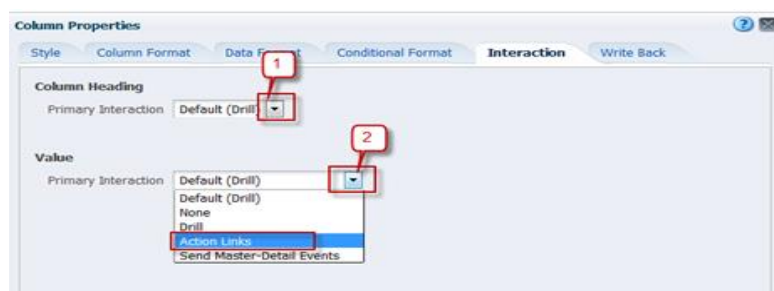 Column Properties
Style Column Format Data Format Conditional Format Interaction Write Back
1
Column Heading
Primary Interaction Default (Drill)
2
Value
Primary Interaction Default (Drill)
Default (Drill)
None
Drill
Action Links
Send Master-Detail Events